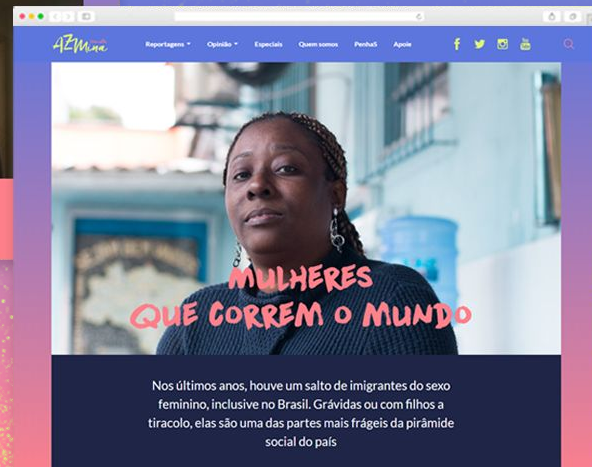 AZMina
Reportagens Opinião Especiais Quem somos PenhaS Apoie
You
Tube
MULHERES
QUE CORREM O MUNDO
Nos últimos anos, houve um salto de imigrantes do sexo
feminino, inclusive no Brasil. Grávidas ou com filhos a
tiracolo, elas são uma das partes mais frágeis da pirâmide
social do país